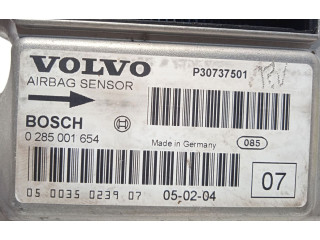 VOLVO
P30737501
AIRBAG SENSOR
BOSCH
0 285 001 654
Made in Germany
085
07
05 0035 0239 07
05-02-04